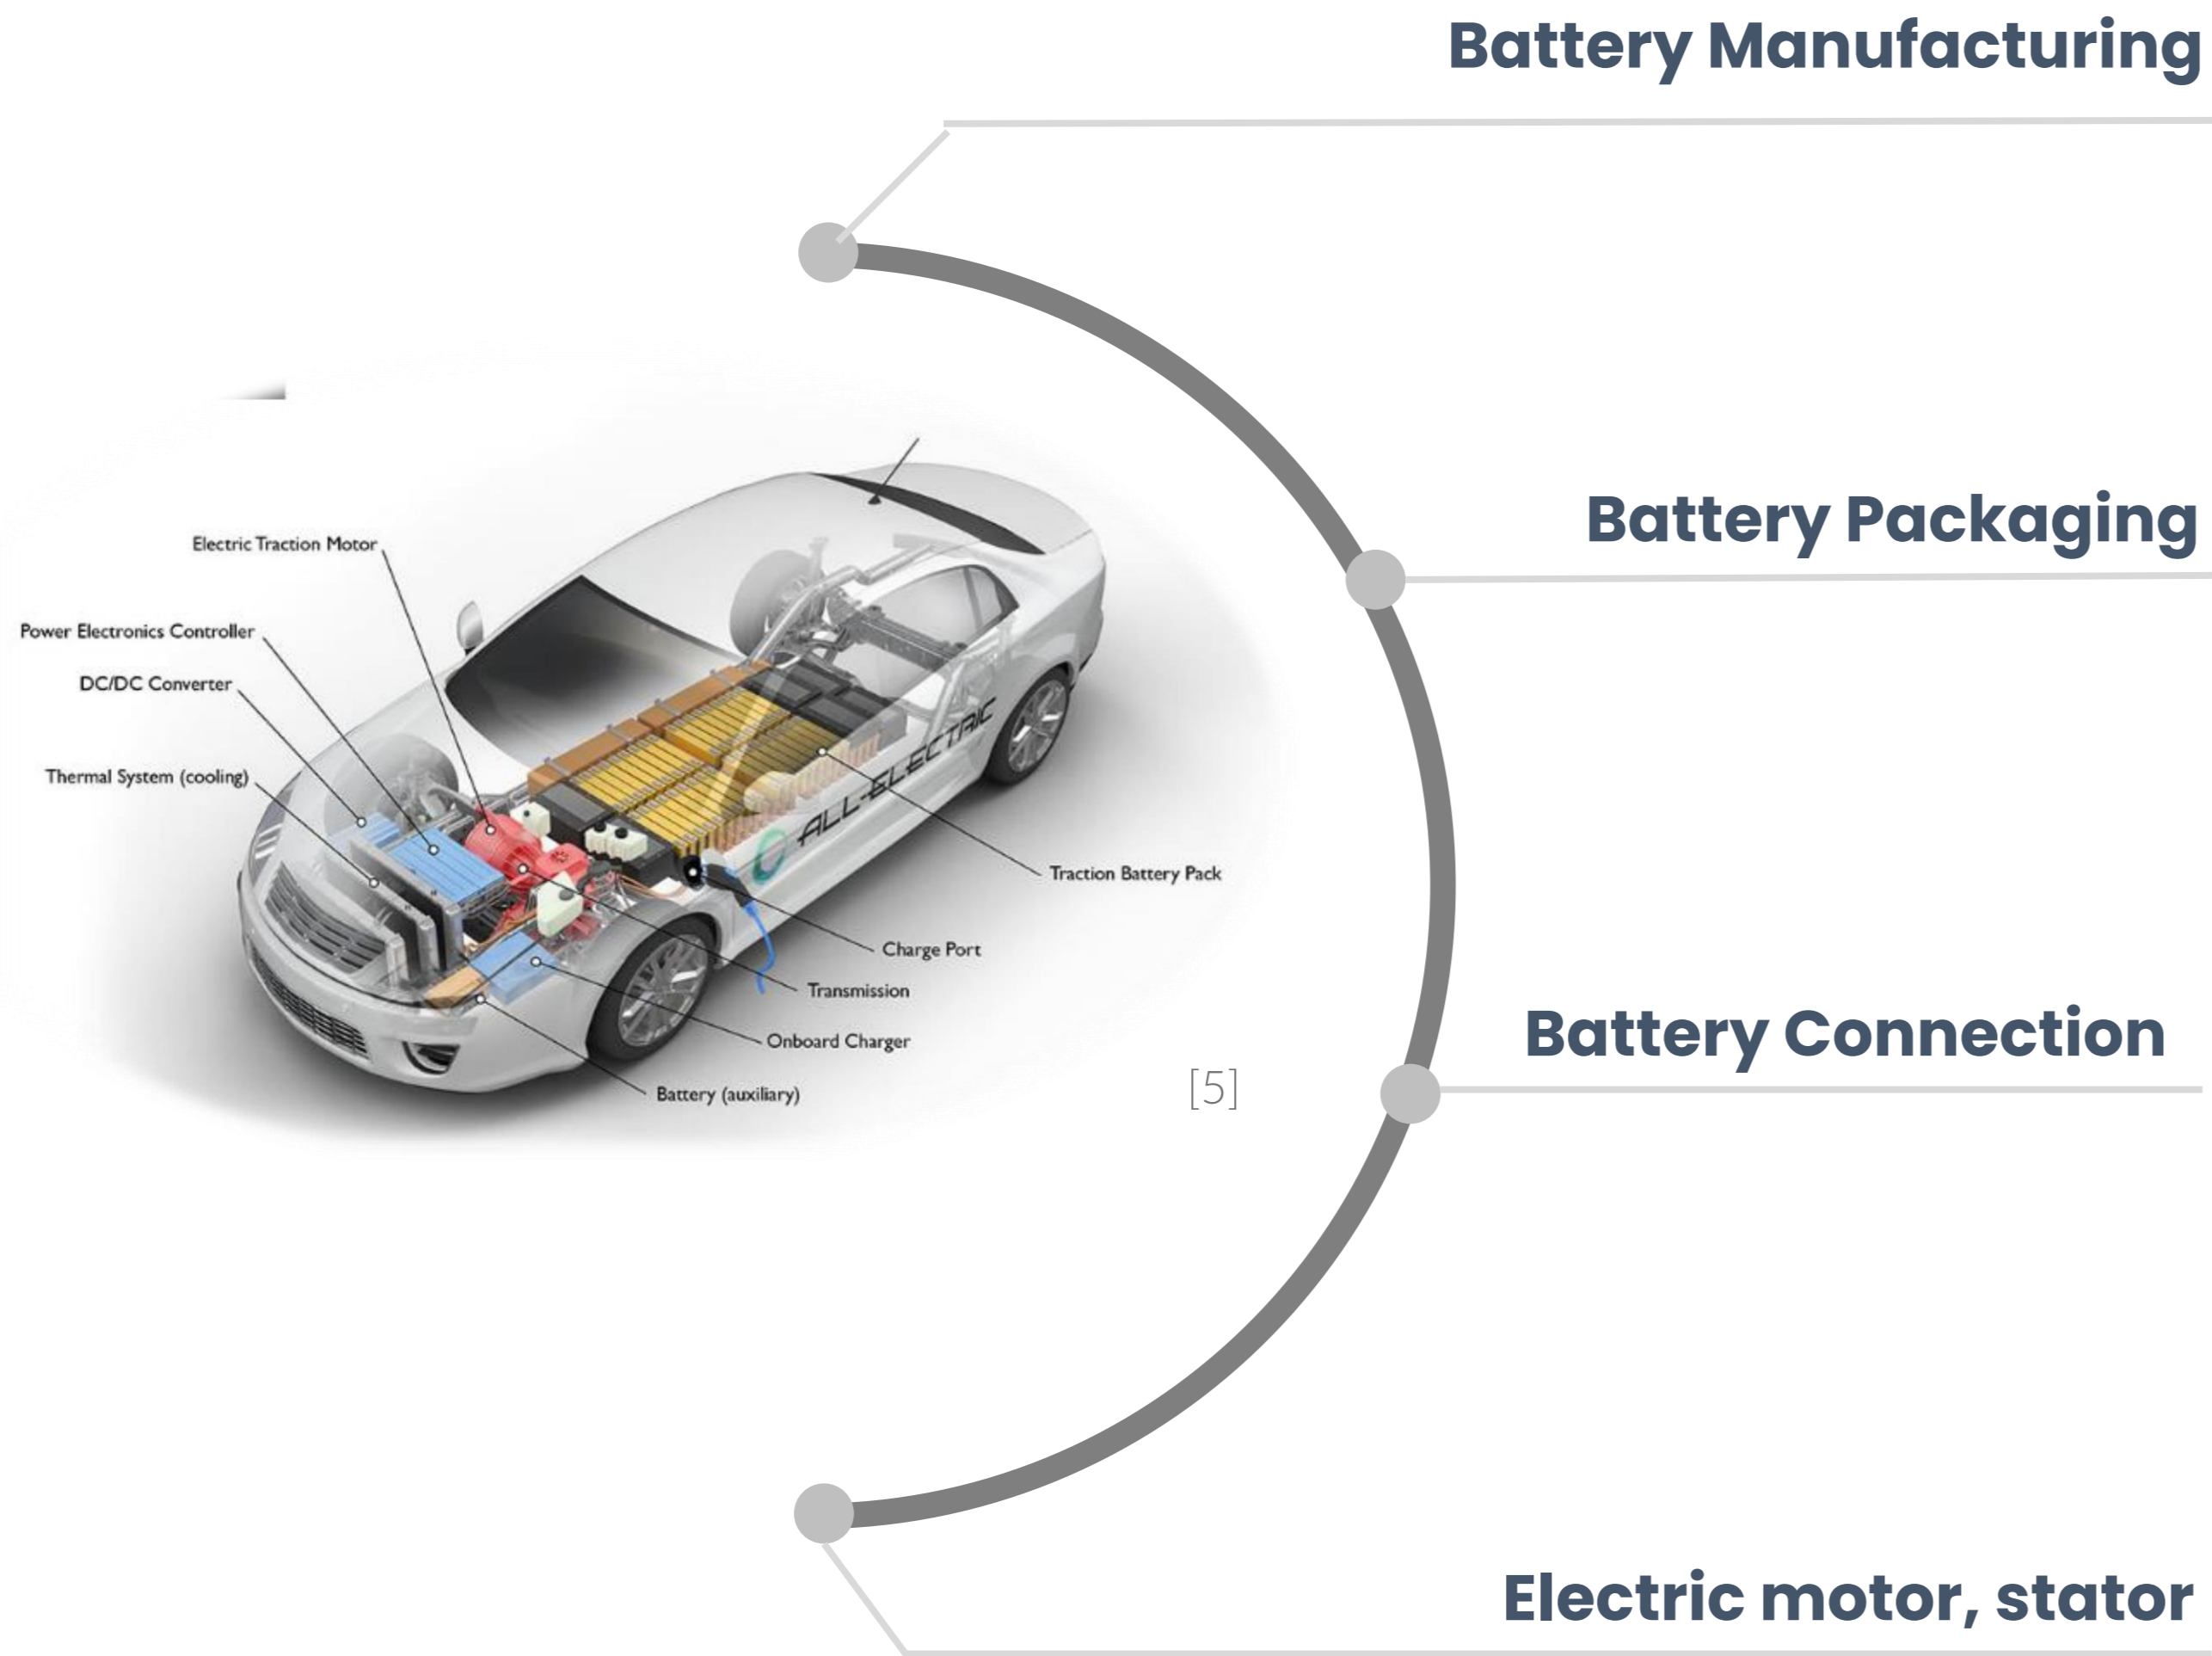 Battery Manufacturing
Battery Packaging
Electric Traction Motor
Power Electronics Controller
DC/DC Converter
Thermal System (cooling)
ALL-ELECTRIC
Traction Battery Pack
Charge Port
Transmission
Onboard Charger
Battery (auxiliary)
[5]
Battery Connection
Electric motor, stator